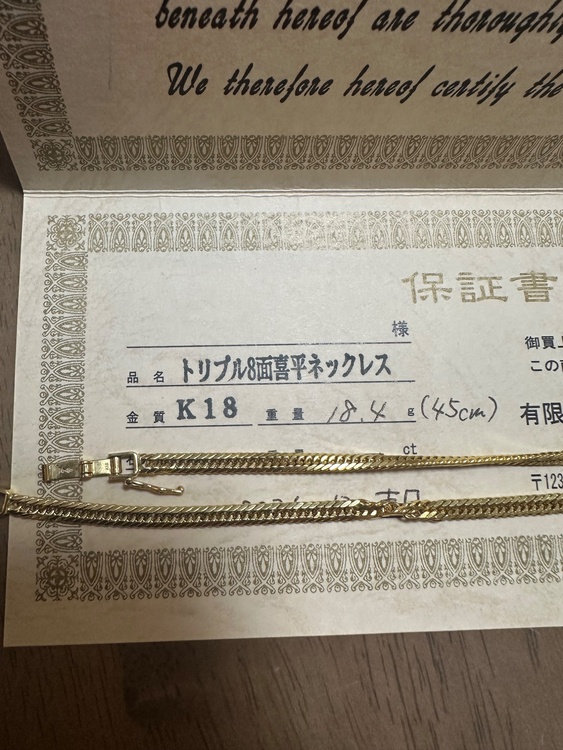 beneath hereof are thoroughly
We therefore hereof certify the
保証書
様
御買上
品名 トリプル8面喜平ネックレス
この
金質 K18 重量 18.4 g (45cm)
有限
ct
〒123
吉日